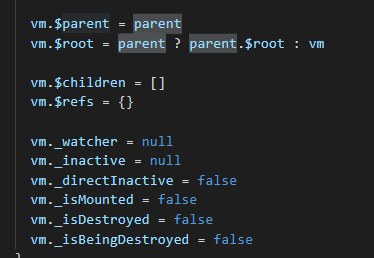 vm.$parent = parent
vm.$root = parent ? parent.$root : vm
vm.$children = []
vm.$refs = {}
vm._watcher = null
vm._inactive = null
vm._directInactive = false
vm._isMounted = false
vm._isDestroyed = false
vm._isBeingDestroyed = false
}